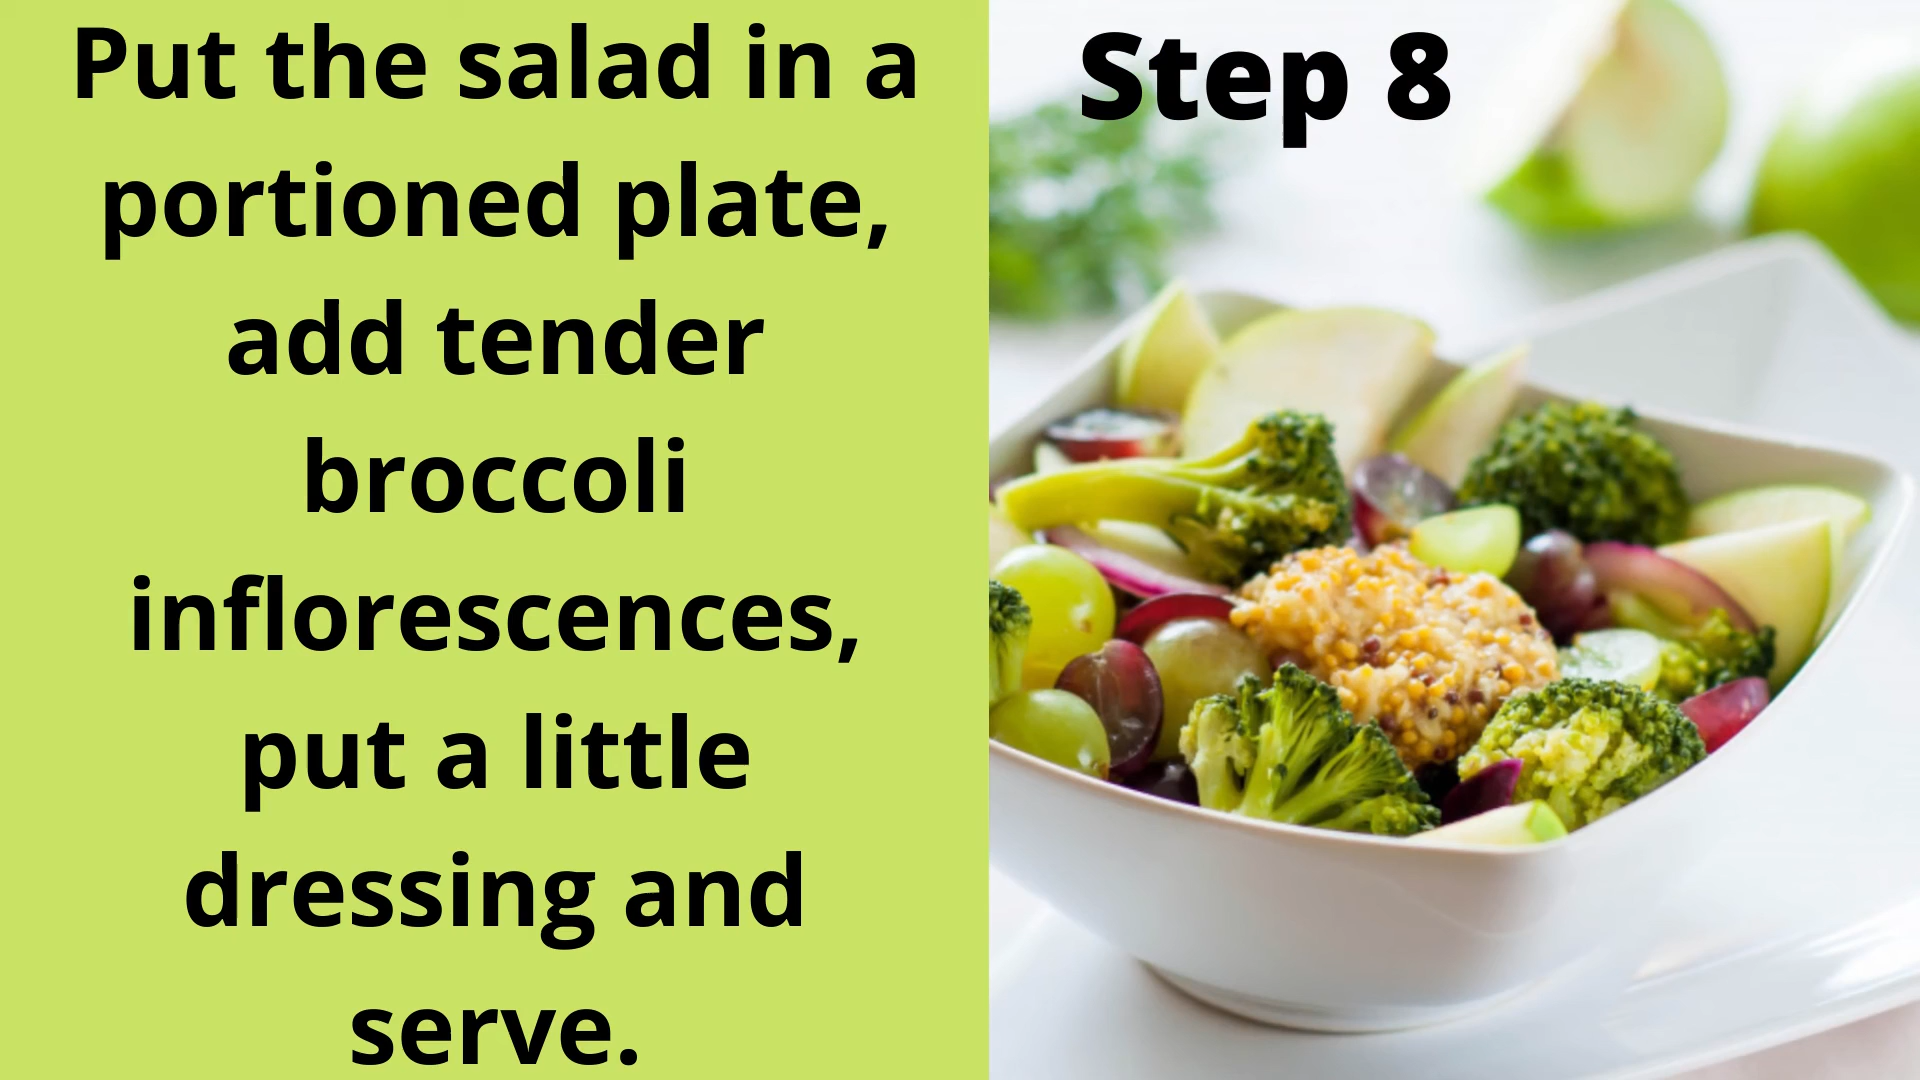 Put the salad in a
portioned plate,
add tender
broccoli
inflorescences,
put a little
dressing and
serve.
Step 8